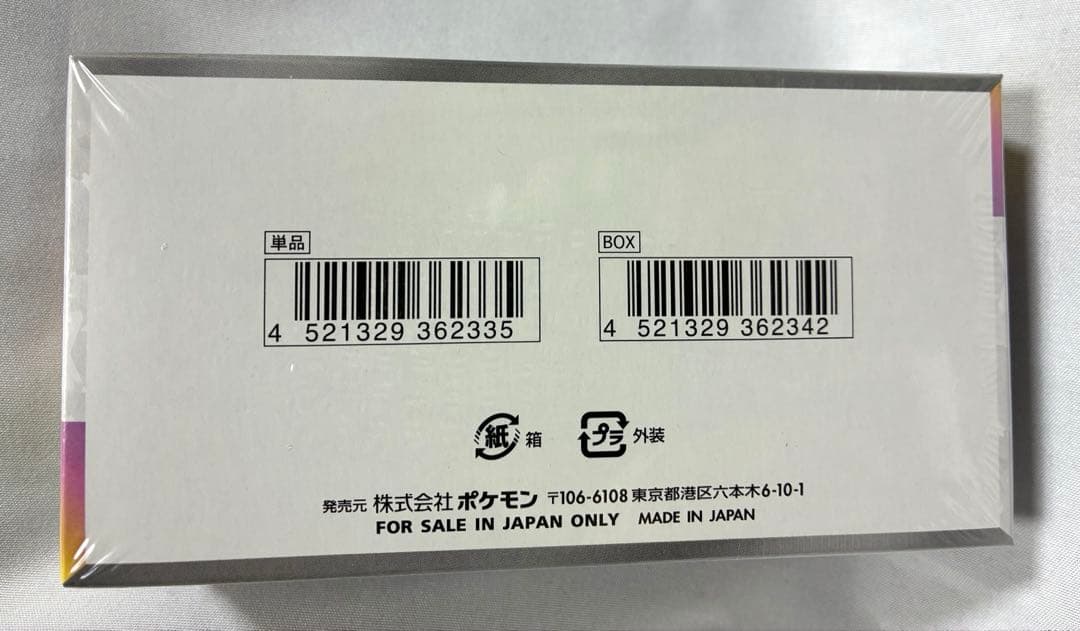 単品
4 521329 362335
BOX
4 521329 362342
紙 箱
プラ 外装
発売元 株式会社ポケモン 〒106-6108 東京都港区六本木6-10-1
FOR SALE IN JAPAN ONLY MADE IN JAPAN